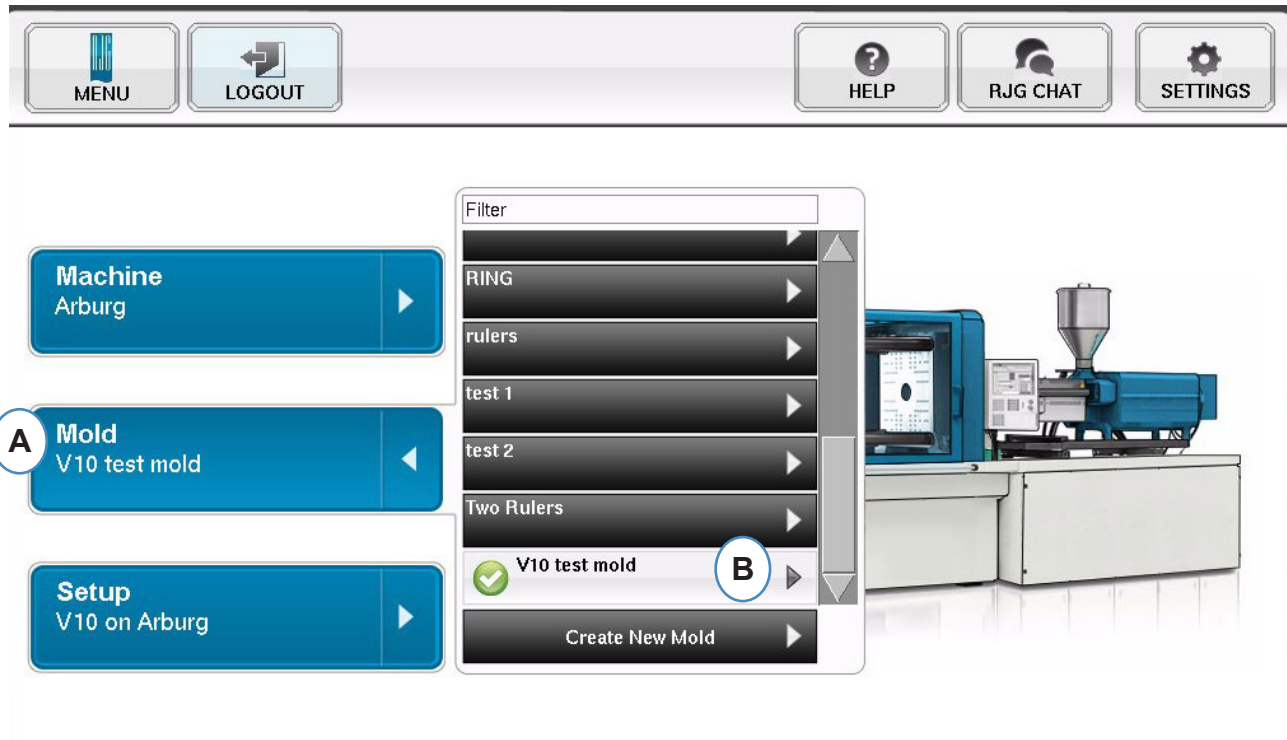 MENU
LOGOUT
HELP
RJG CHAT
SETTINGS
Filter
Machine
Arburg
RING
rulers
test 1
A
Mold
V10 test mold
test 2
Two Rulers
V10 test mold
B
Setup
V10 on Arburg
Create New Mold